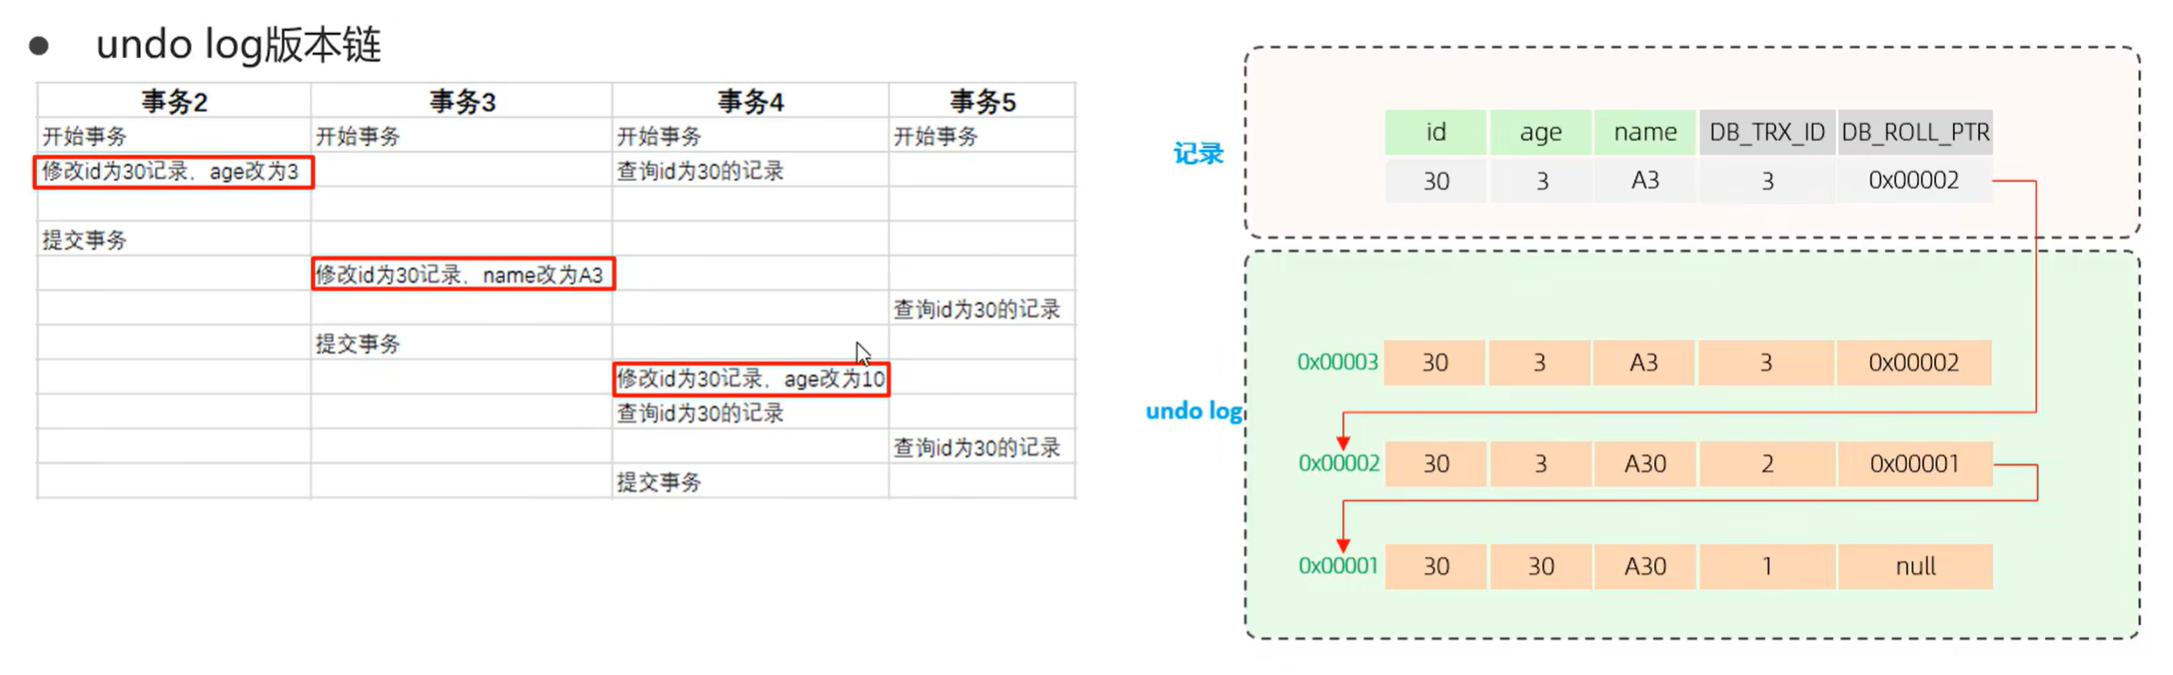 ● undo log版本链
事务2 事务3 事务4 事务5
开始事务 开始事务 开始事务 开始事务
修改id为30记录，age改为3 查询id为30的记录
提交事务
修改id为30记录，name改为A3
查询id为30的记录
提交事务
修改id为30记录，age改为10
查询id为30的记录
查询id为30的记录
提交事务
记录
id age name DB_TRX_ID DB_ROLL_PTR
30 3 A3 3 0x00002
undo log
0x00003 30 3 A3 3 0x00002
0x00002 30 3 A30 2 0x00001
0x00001 30 30 A30 1 null